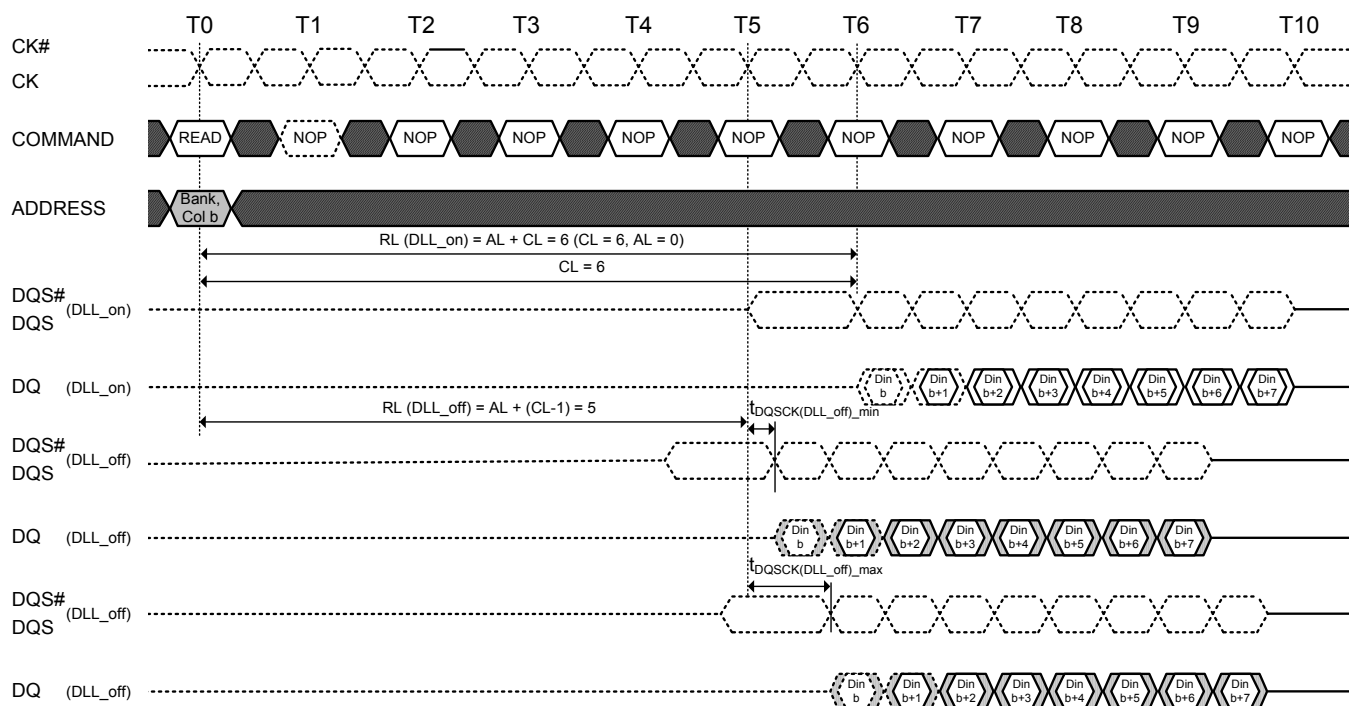 T0 T1 T2 T3 T4 T5 T6 T7 T8 T9 T10
CK#
CK
COMMAND READ NOP NOP NOP NOP NOP NOP NOP NOP NOP NOP
ADDRESS Bank, Col b
RL (DLL_on) = AL + CL = 6 (CL = 6, AL = 0)
CL = 6
DQS# (DLL_on)
DQS
DQ (DLL_on) Din b Din b+1 Din b+2 Din b+3 Din b+4 Din b+5 Din b+6 Din b+7
RL (DLL_off) = AL + (CL-1) = 5 tDQSCK(DLL_off)_min
DQS# (DLL_off)
DQS
DQ (DLL_off) Din b Din b+1 Din b+2 Din b+3 Din b+4 Din b+5 Din b+6 Din b+7
tDQSCK(DLL_off)_max
DQS# (DLL_off)
DQS
DQ (DLL_off) Din b Din b+1 Din b+2 Din b+3 Din b+4 Din b+5 Din b+6 Din b+7